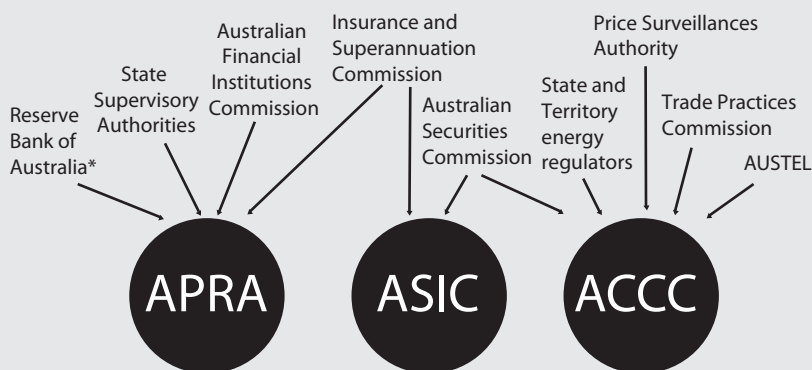 Reserve
Bank of
Australia*
State
Supervisory
Authorities
Australian
Financial
Institutions
Commission
Insurance and
Superannuation
Commission
Australian
Securities
Commission
State and
Territory
energy
regulators
Price Surveillances
Authority
Trade Practices
Commission
AUSTEL
APRA
ASIC
ACCC